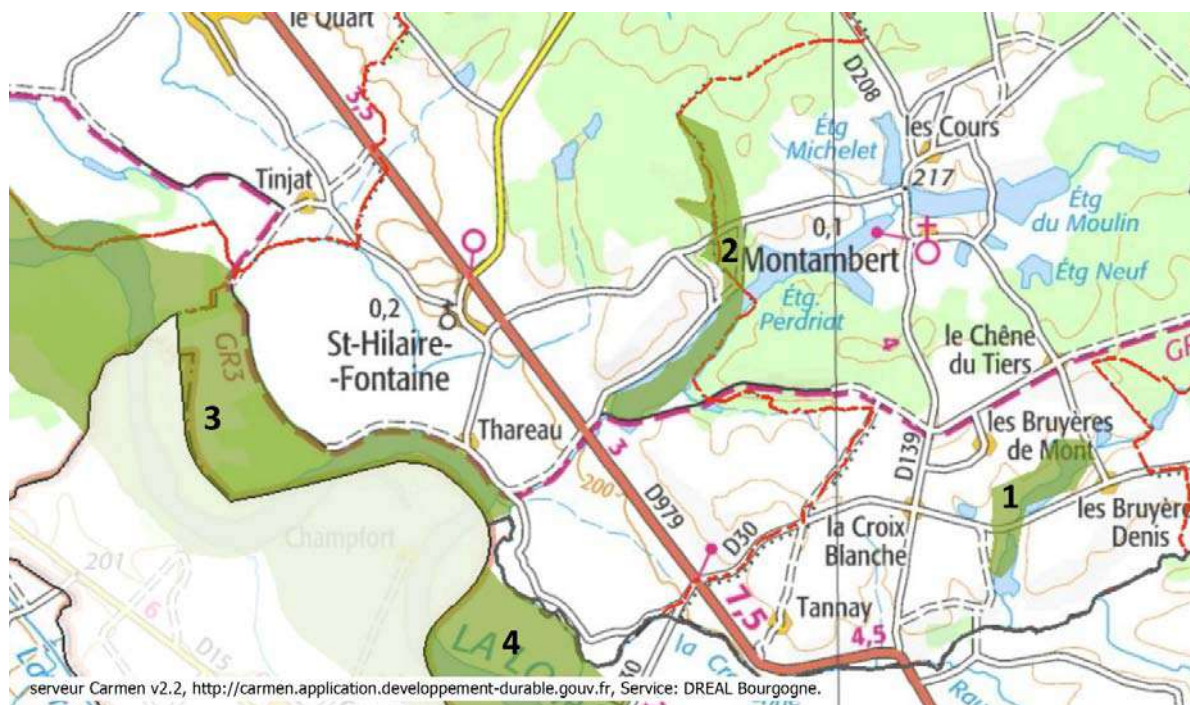 le Quart
3,5
D208
Étg
Michelet
les Cours
217
Tinjat
Étg
du Moulin
2
0,1
Montambert
Étg Neuf
Étg.
Perdriat
0,2
St-Hilaire-
-Fontaine
GR3
4
le Chêne
du Tiers
3
Thareau
3
les Bruyères
de Mont
D139
200
D979
1
la Croix
Blanche
les Bruyère
Denis
Champfort
201
D30
6
7,5
Tannay
4,5
4
D15
serveur Carmen v2.2, http://carmen.application.developpement-durable.gouv.fr, Service: DREAL Bourgogne.